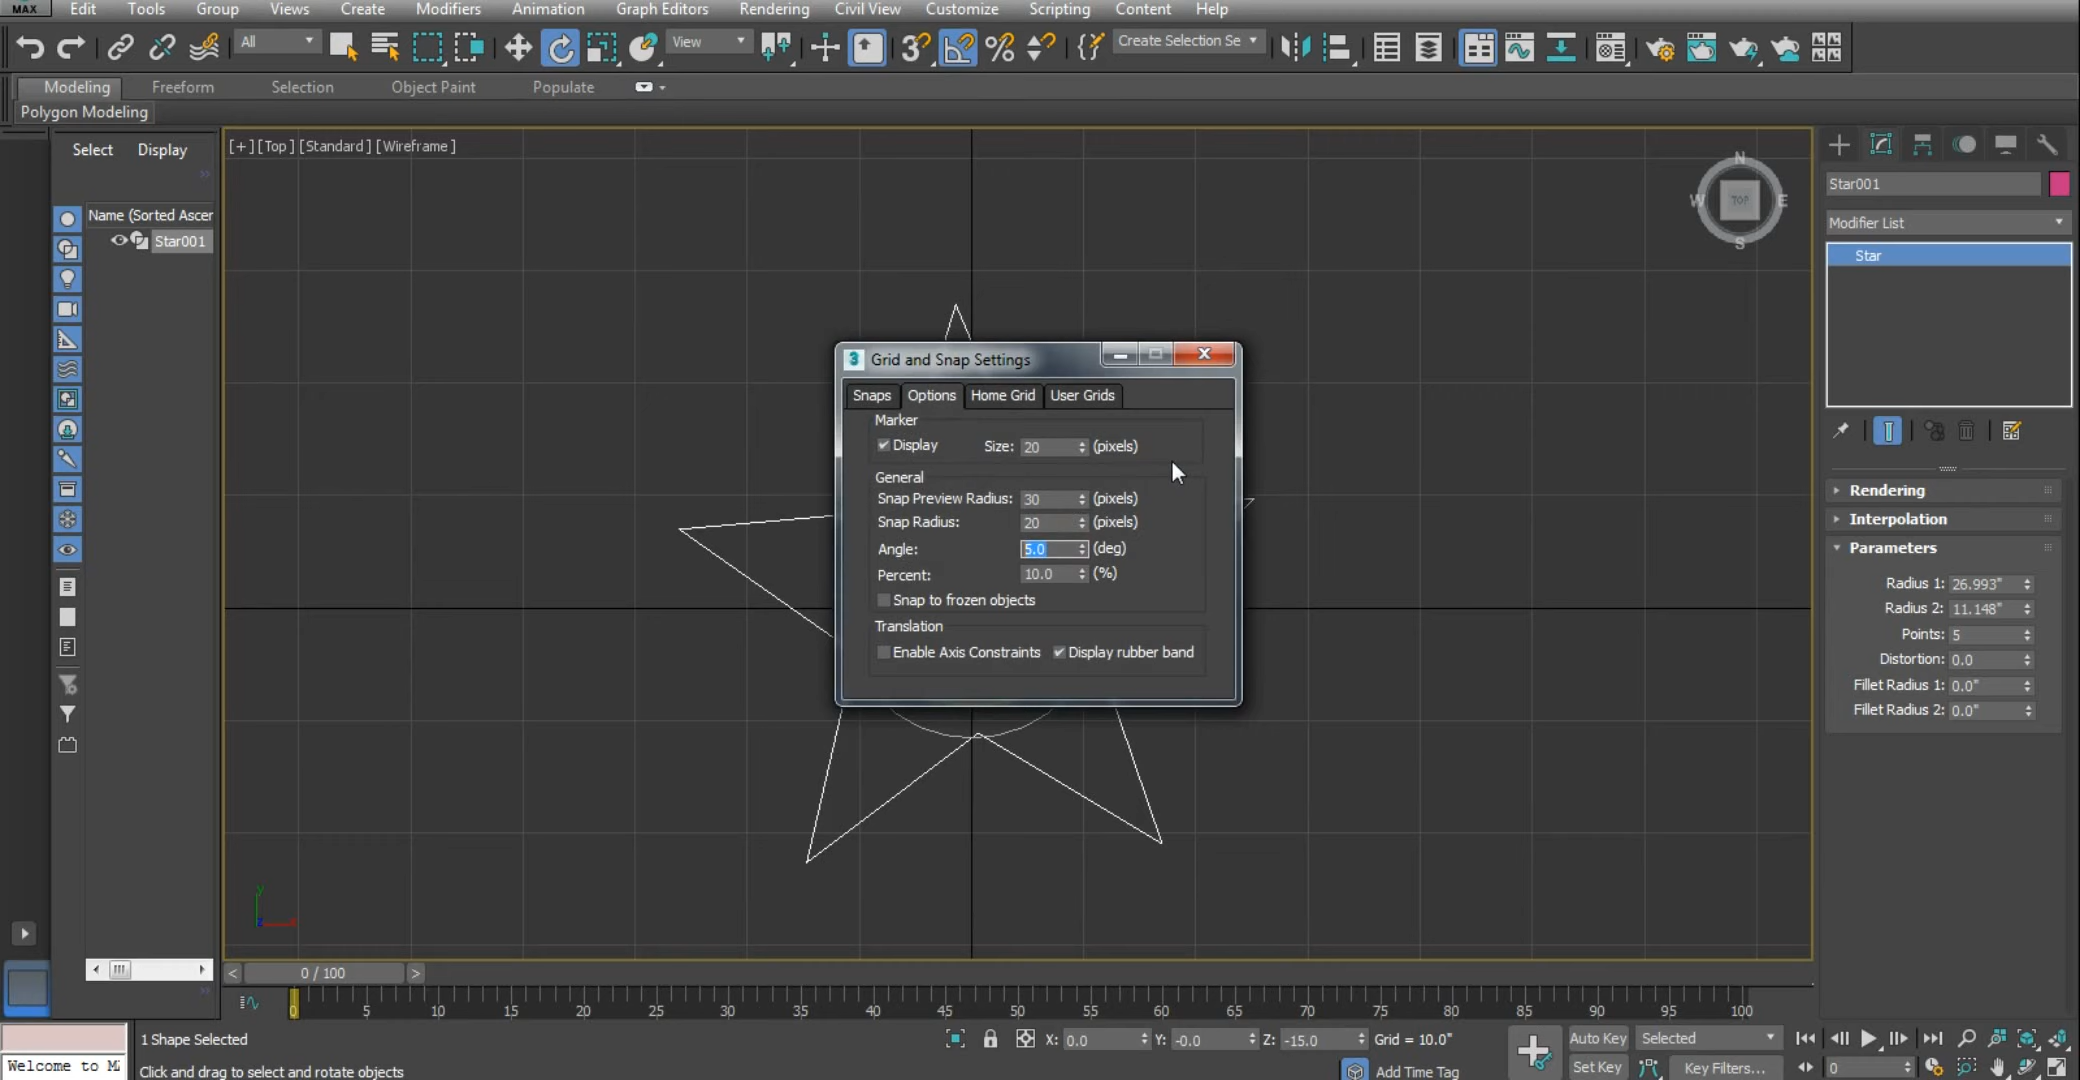 MAX Edit Tools Group Views Create Modifiers Animation Graph Editors Rendering Civil View Customize Scripting Content Help
All View 3 Create Selection Se
Modeling Freeform Selection Object Paint Populate
Polygon Modeling
Select Display
Name (Sorted Ascer
Star001
[+] [Top] [Standard] [Wireframe]
N
W TOP E
S
3 Grid and Snap Settings
Snaps Options Home Grid User Grids
Marker
Display Size: 20 (pixels)
General
Snap Preview Radius: 30 (pixels)
Snap Radius: 20 (pixels)
Angle: 5.0 (deg)
Percent: 10.0 (%)
Snap to frozen objects
Translation
Enable Axis Constraints Display rubber band
y
z x
Star001
Modifier List
Star
Rendering
Interpolation
Parameters
Radius 1: 26.993"
Radius 2: 11.148"
Points: 5
Distortion: 0.0
Fillet Radius 1: 0.0"
Fillet Radius 2: 0.0"
< 0 / 100 >
0 5 10 15 20 25 30 35 40 45 50 55 60 65 70 75 80 85 90 95 100
1 Shape Selected X: 0.0 Y: -0.0 Z: -15.0 Grid = 10.0" Auto Key Selected
Welcome to Click and drag to select and rotate objects Add Time Tag Set Key Key Filters... 0